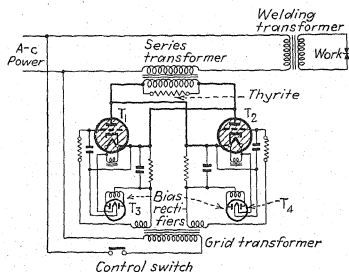 Welding
transformer
A-c
Power
Series
transformer
Work
Thyrite
T1
T2
T3
Bias
recti-
fiers
T4
Grid transformer
Control switch